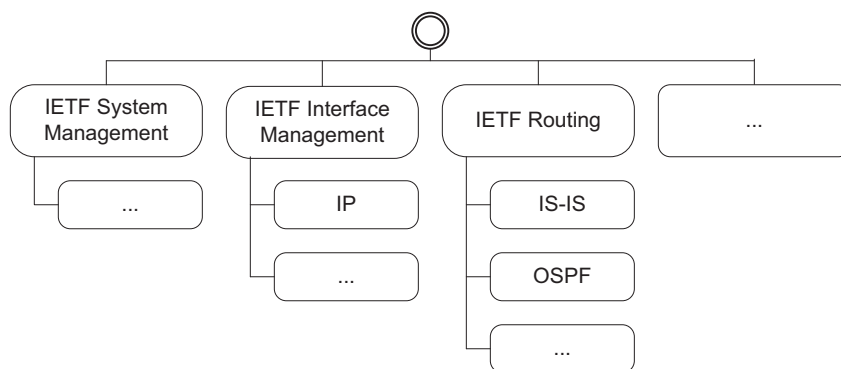 IETF System
Management
IETF Interface
Management
IETF Routing
...
...
IP
IS-IS
...
OSPF
...